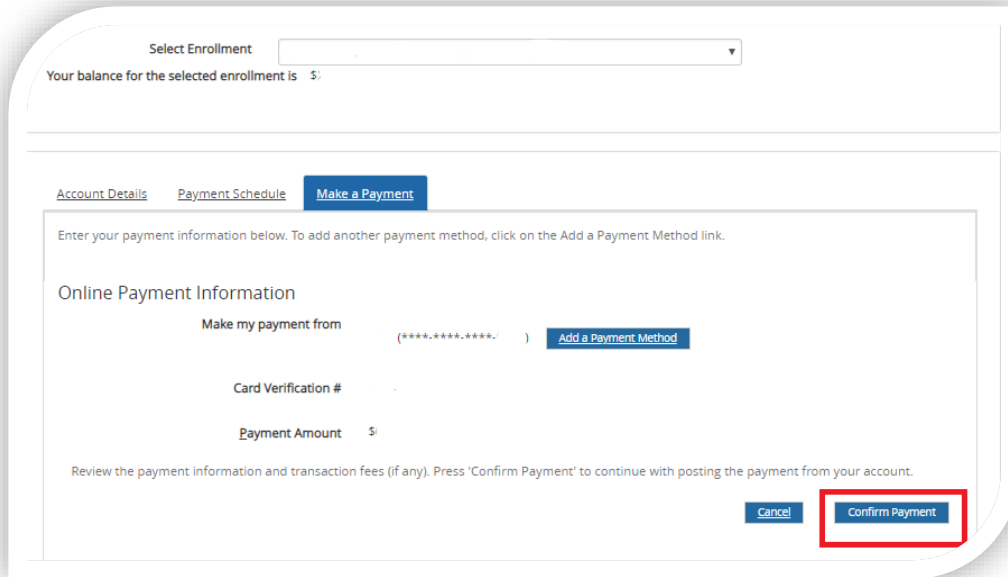 Select Enrollment
Your balance for the selected enrollment is $
Account Details Payment Schedule Make a Payment
Enter your payment information below. To add another payment method, click on the Add a Payment Method link.
Online Payment Information
Make my payment from
(****-****-****- ) Add a Payment Method
Card Verification #
Payment Amount $
Review the payment information and transaction fees (if any). Press 'Confirm Payment' to continue with posting the payment from your account.
Cancel Confirm Payment